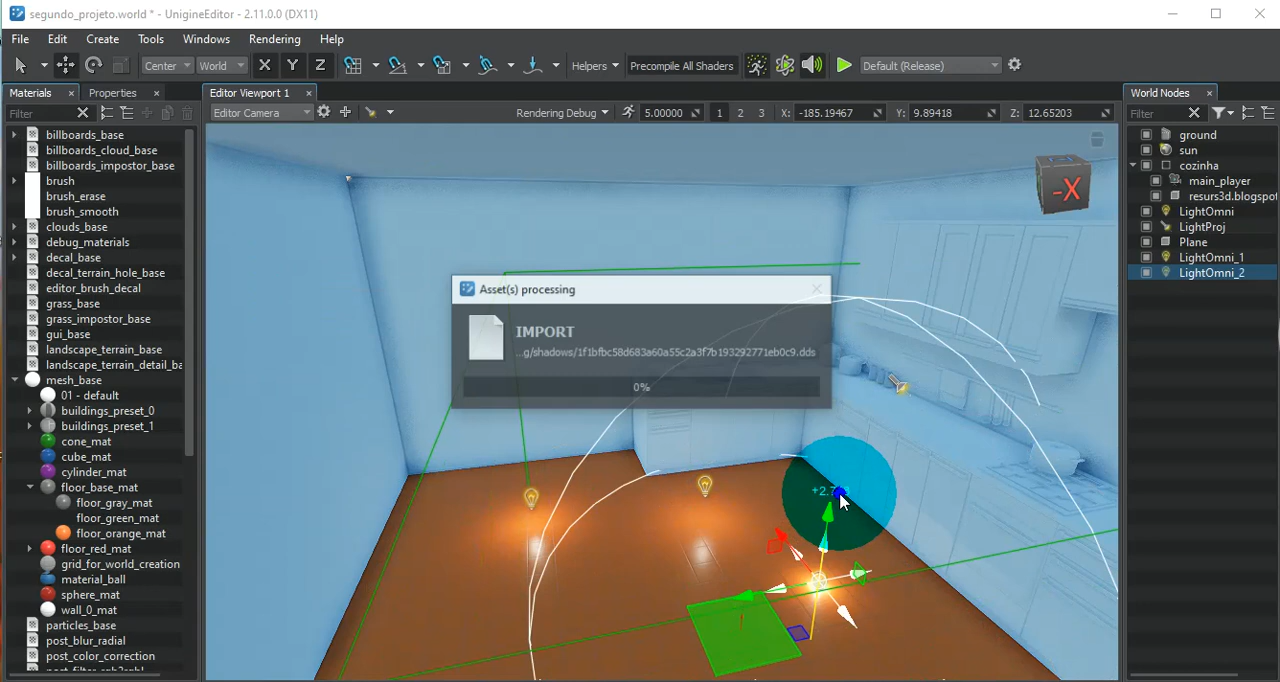 segundo_projeto.world * - UnigineEditor - 2.11.0.0 (DX11)
File Edit Create Tools Windows Rendering Help
Center World X Y Z Helpers Precompile All Shaders Default (Release)
Materials Properties Editor Viewport 1 World Nodes
Filter Editor Camera Rendering Debug 5.00000 1 2 3 X: -185.19467 Y: 9.89418 Z: 12.65203 Filter
billboards_base
billboards_cloud_base
billboards_impostor_base
brush
brush_erase
brush_smooth
clouds_base
debug_materials
decal_base
decal_terrain_hole_base
editor_brush_decal
grass_base
grass_impostor_base
gui_base
landscape_terrain_base
landscape_terrain_detail_ba
mesh_base
01 - default
buildings_preset_0
buildings_preset_1
cone_mat
cube_mat
cylinder_mat
floor_base_mat
floor_gray_mat
floor_green_mat
floor_orange_mat
floor_red_mat
grid_for_world_creation
material_ball
sphere_mat
wall_0_mat
particles_base
post_blur_radial
post_color_correction
-X
Asset(s) processing
IMPORT
...g/shadows/1f1bfbc58d683a60a55c2a3f7b193292771eb0c9.dds
0%
ground
sun
cozinha
main_player
resurs3d.blogspot
LightOmni
LightProj
Plane
LightOmni_1
LightOmni_2